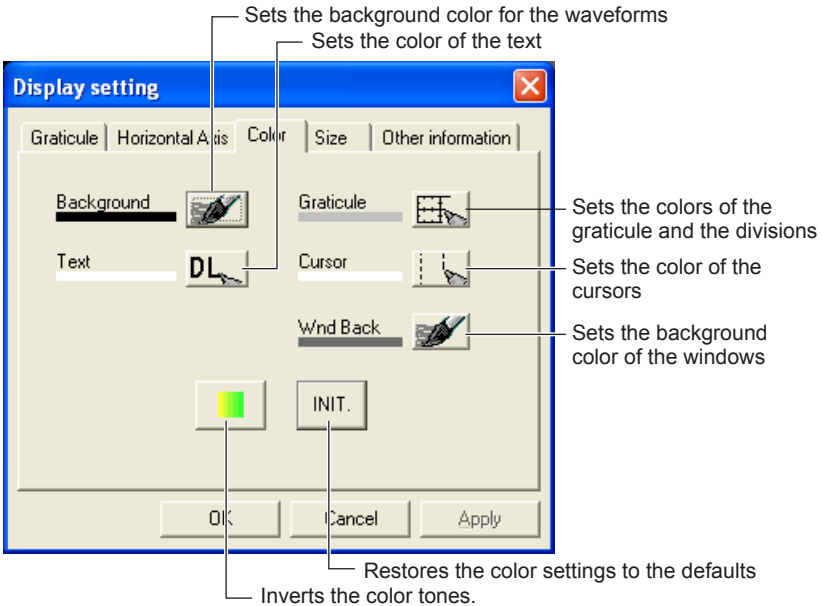 Sets the background color for the waveforms
Sets the color of the text
Display setting
Graticule Horizontal Axis Color Size Other information
Background Graticule
Sets the colors of the
graticule and the divisions
Text DL Cursor
Sets the color of the
cursors
Wnd Back
Sets the background
color of the windows
INIT.
OK Cancel Apply
Restores the color settings to the defaults
Inverts the color tones.